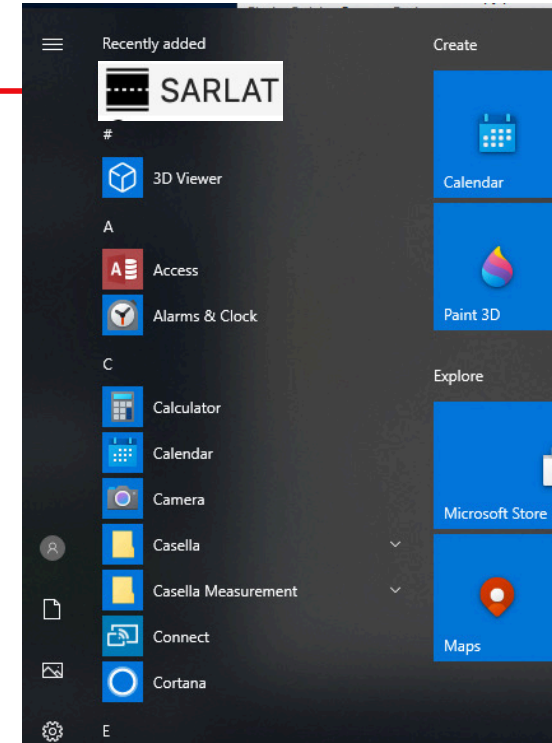 Recently added
SARLAT
#
3D Viewer
A
Access
Alarms & Clock
C
Calculator
Calendar
Camera
Casella
Casella Measurement
Connect
Cortana
E
Create
Calendar
Paint 3D
Explore
Microsoft Store
Maps